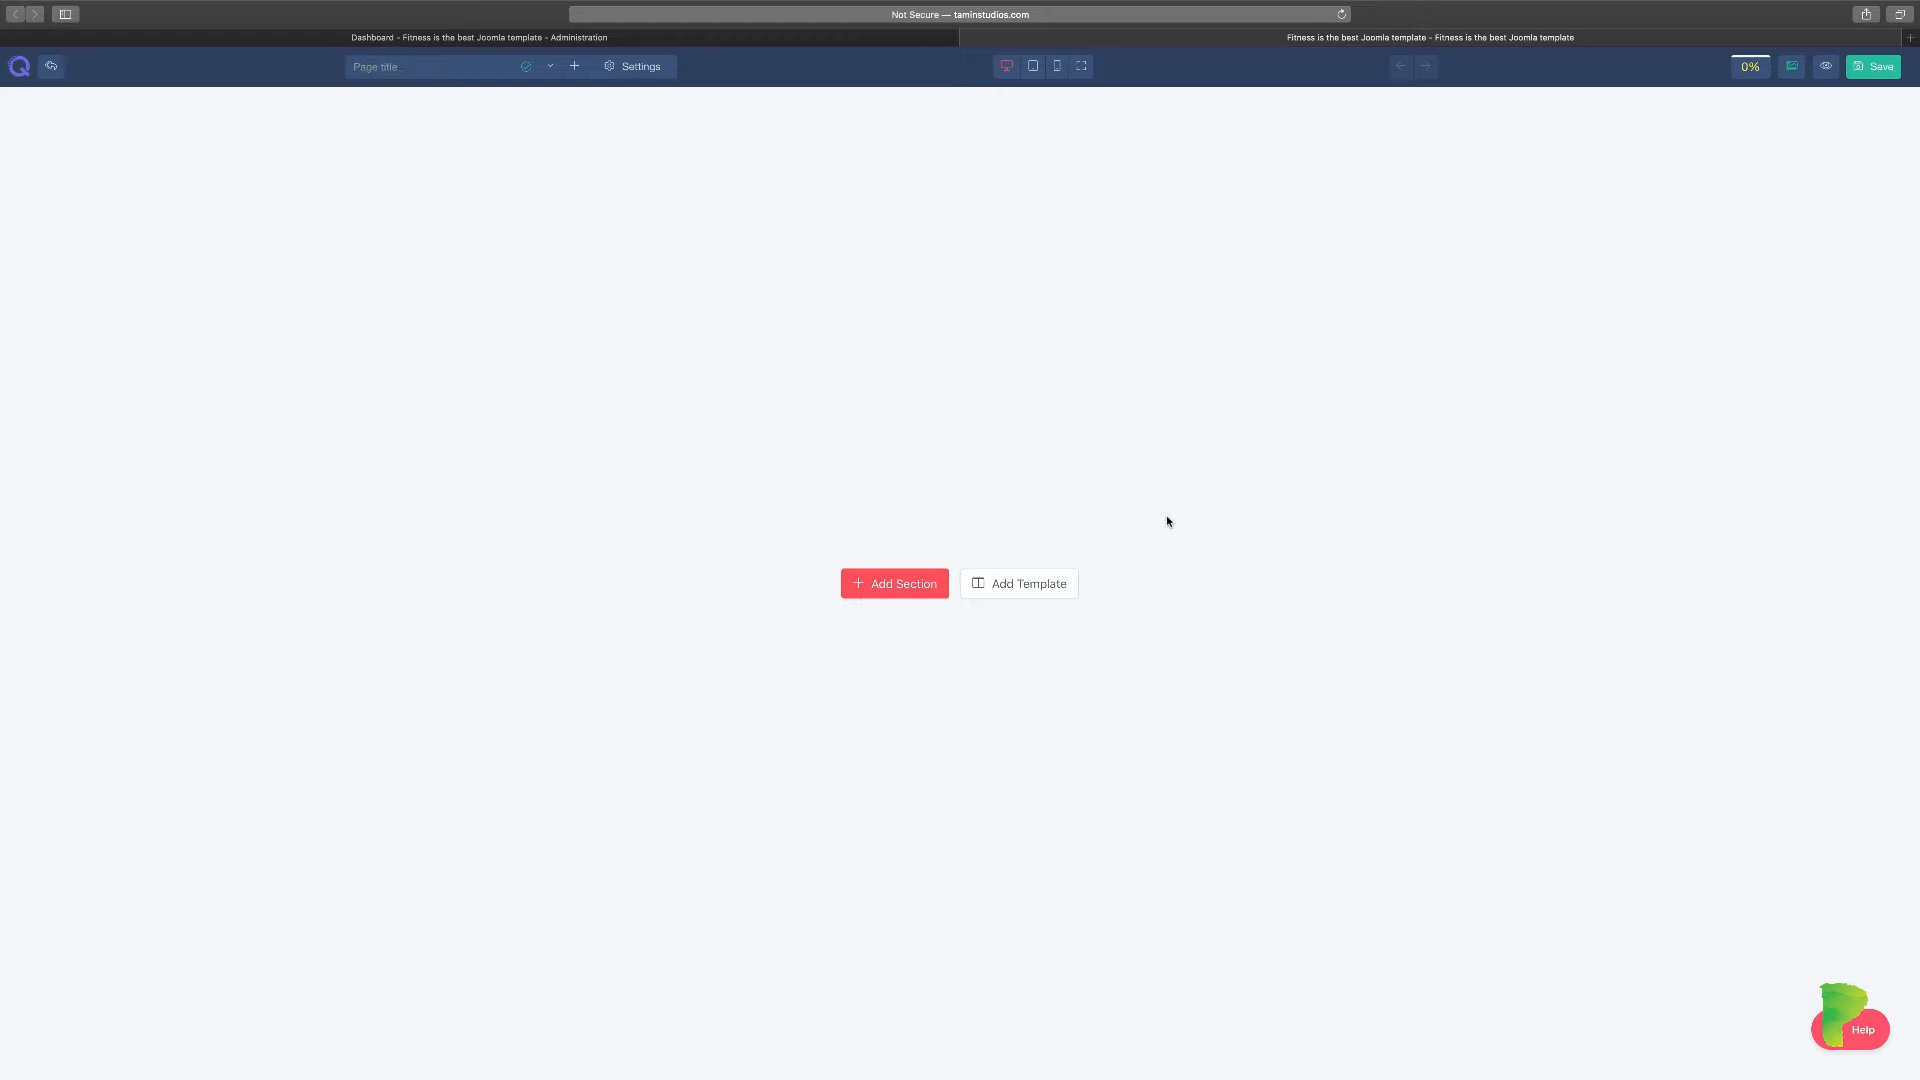 Not Secure — taminstudios.com
Dashboard - Fitness is the best Joomla template - Administration
Fitness is the best Joomla template - Fitness is the best Joomla template
Page title
Settings
0%
Save
Add Section
Add Template
Help